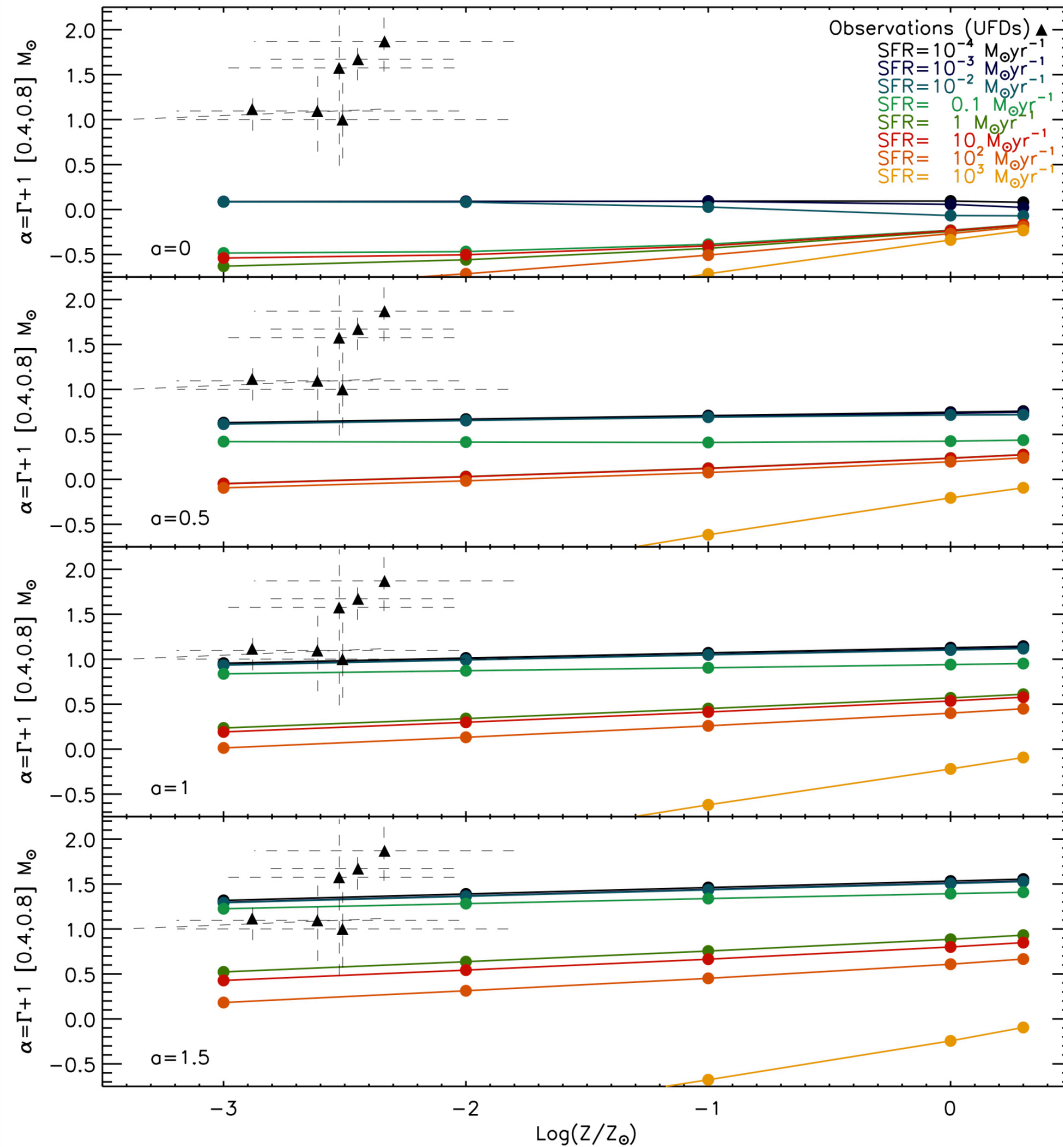 Observations (UFDs) ▲
SFR=10⁻⁴ M⊙yr⁻¹
SFR=10⁻³ M⊙yr⁻¹
SFR=10⁻² M⊙yr⁻¹
SFR= 0.1 M⊙yr⁻¹
SFR= 1 M⊙yr⁻¹
SFR= 10 M⊙yr⁻¹
SFR= 10² M⊙yr⁻¹
SFR= 10³ M⊙yr⁻¹
α=Γ+1 [0.4,0.8] M⊙
2.0
1.5
1.0
0.5
0.0
−0.5
a=0
α=Γ+1 [0.4,0.8] M⊙
2.0
1.5
1.0
0.5
0.0
−0.5
a=0.5
α=Γ+1 [0.4,0.8] M⊙
2.0
1.5
1.0
0.5
0.0
−0.5
a=1
α=Γ+1 [0.4,0.8] M⊙
2.0
1.5
1.0
0.5
0.0
−0.5
a=1.5
−3 −2 −1 0
Log(Z/Z⊙)